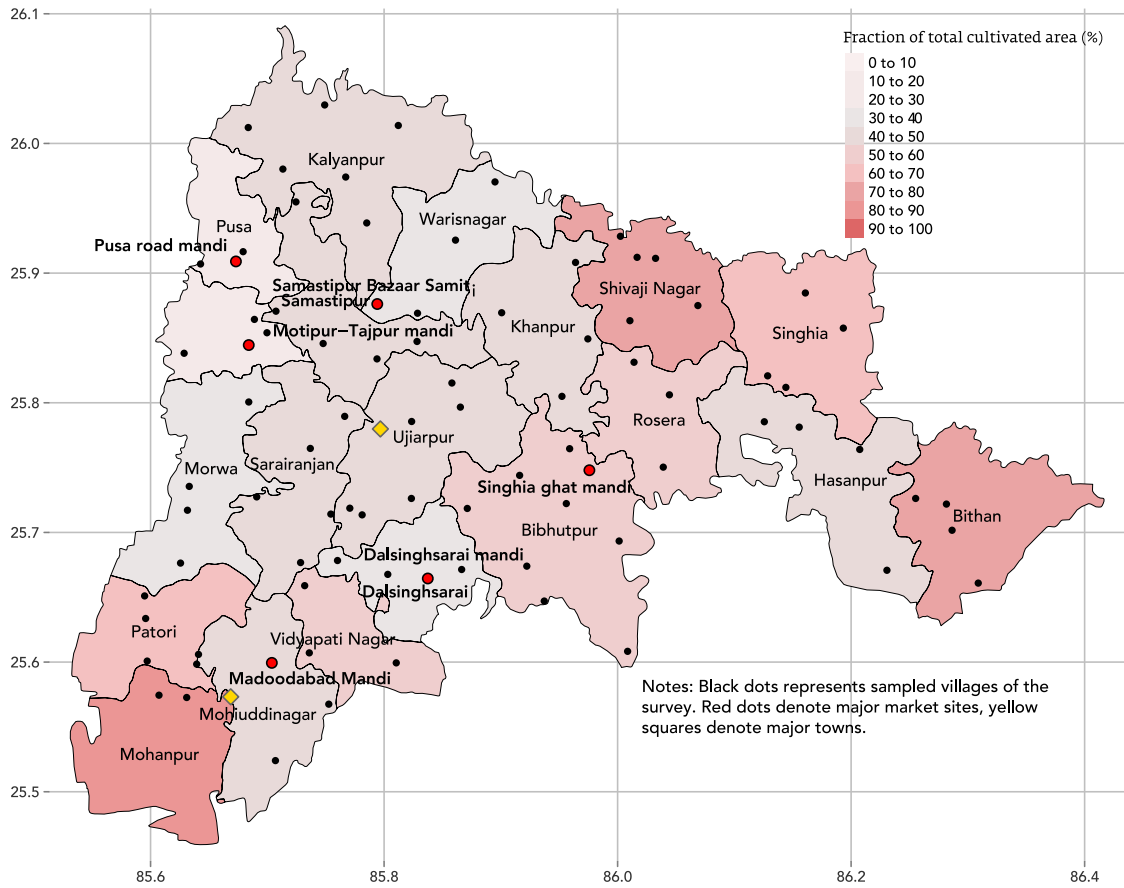 26.1
Fraction of total cultivated area (%)
0 to 10
10 to 20
20 to 30
30 to 40
40 to 50
50 to 60
60 to 70
70 to 80
80 to 90
90 to 100
26.0
Kalyanpur
Pusa
Warisnagar
Pusa road mandi
25.9
Samastipur Bazaar Samiti
Shivaji Nagar
Samastipur
Khanpur
Motipur–Tajpur mandi
Singhia
25.8
Rosera
Ujiarpur
Sarairanjan
Morwa
Hasanpur
Singhia ghat mandi
Bibhutpur
Bithan
25.7
Dalsinghsarai mandi
Dalsinghsarai
Patori
Vidyapati Nagar
25.6
Madoodabad Mandi
Mohiuddinagar
Notes: Black dots represents sampled villages of the
survey. Red dots denote major market sites, yellow
squares denote major towns.
Mohanpur
25.5
85.6
85.8
86.0
86.2
86.4